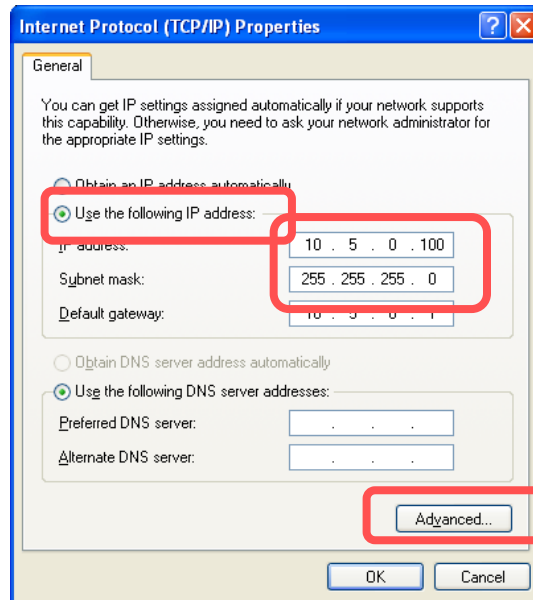 Internet Protocol (TCP/IP) Properties
General
You can get IP settings assigned automatically if your network supports
this capability. Otherwise, you need to ask your network administrator for
the appropriate IP settings.
Obtain an IP address automatically
Use the following IP address:
IP address: 10 . 5 . 0 . 100
Subnet mask: 255 . 255 . 255 . 0
Default gateway: 10 . 5 . 0 . 1
Obtain DNS server address automatically
Use the following DNS server addresses:
Preferred DNS server: . . .
Alternate DNS server: . . .
Advanced...
OK Cancel